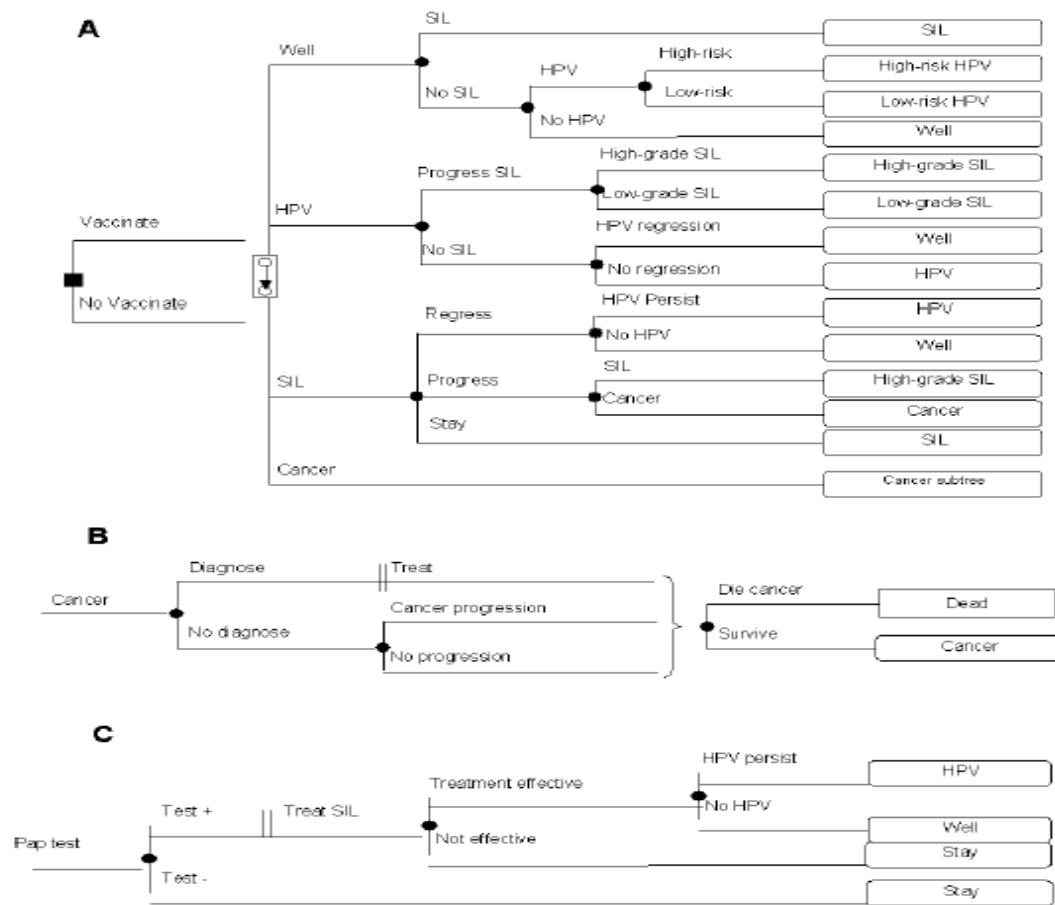 A
SIL
SIL
Well
HPV
High-risk
High-risk HPV
No SIL
Low-risk
Low-risk HPV
No HPV
Well
High-grade SIL
High-grade SIL
Progress SIL
Low-grade SIL
Low-grade SIL
HPV
Vaccinate
HPV regression
Well
No SIL
No regression
HPV
No Vaccinate
HPV Persist
HPV
Regress
No HPV
Well
SIL
SIL
Progress
High-grade SIL
Cancer
Cancer
Stay
SIL
Cancer
Cancer subtree
B
Diagnose
Treat
Die cancer
Dead
Cancer
Cancer progression
No diagnose
Survive
Cancer
No progression
C
HPV persist
HPV
Treatment effective
Test +
Treat SIL
No HPV
Well
Pap test
Not effective
Stay
Test -
Stay